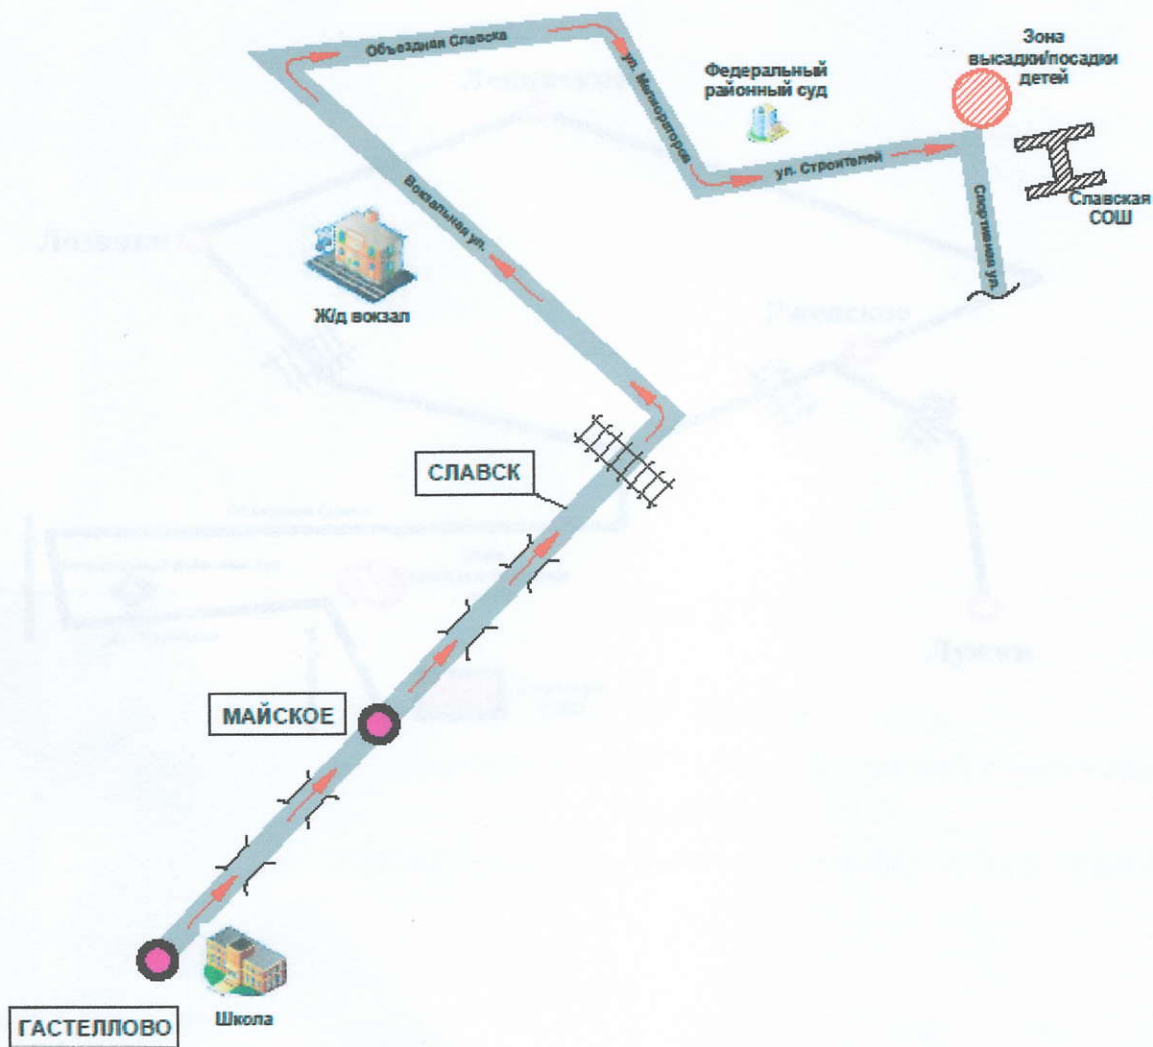 Объездная Славска
ул. Мелиораторов
Федеральный
районный суд
Зона
высадки/посадки
детей
ул. Строителей
Славская
СОШ
Спортивная ул.
Вокзальная ул.
Ж/д вокзал
СЛАВСК
МАЙСКОЕ
Школа
ГАСТЕЛЛОВО